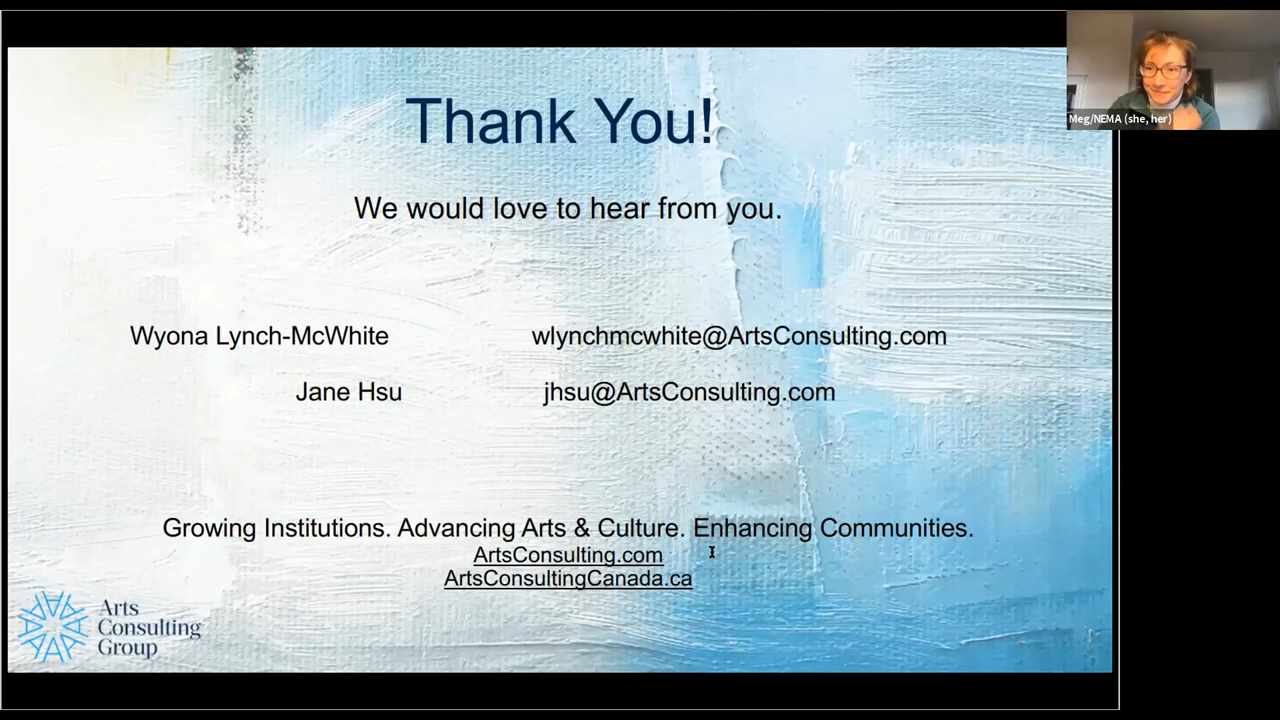 Meg/NEMA (she, her)
Thank You!
We would love to hear from you.
Wyona Lynch-McWhite wlynchmcwhite@ArtsConsulting.com
Jane Hsu jhsu@ArtsConsulting.com
Growing Institutions. Advancing Arts & Culture. Enhancing Communities.
ArtsConsulting.com
ArtsConsultingCanada.ca
Arts
Consulting
Group